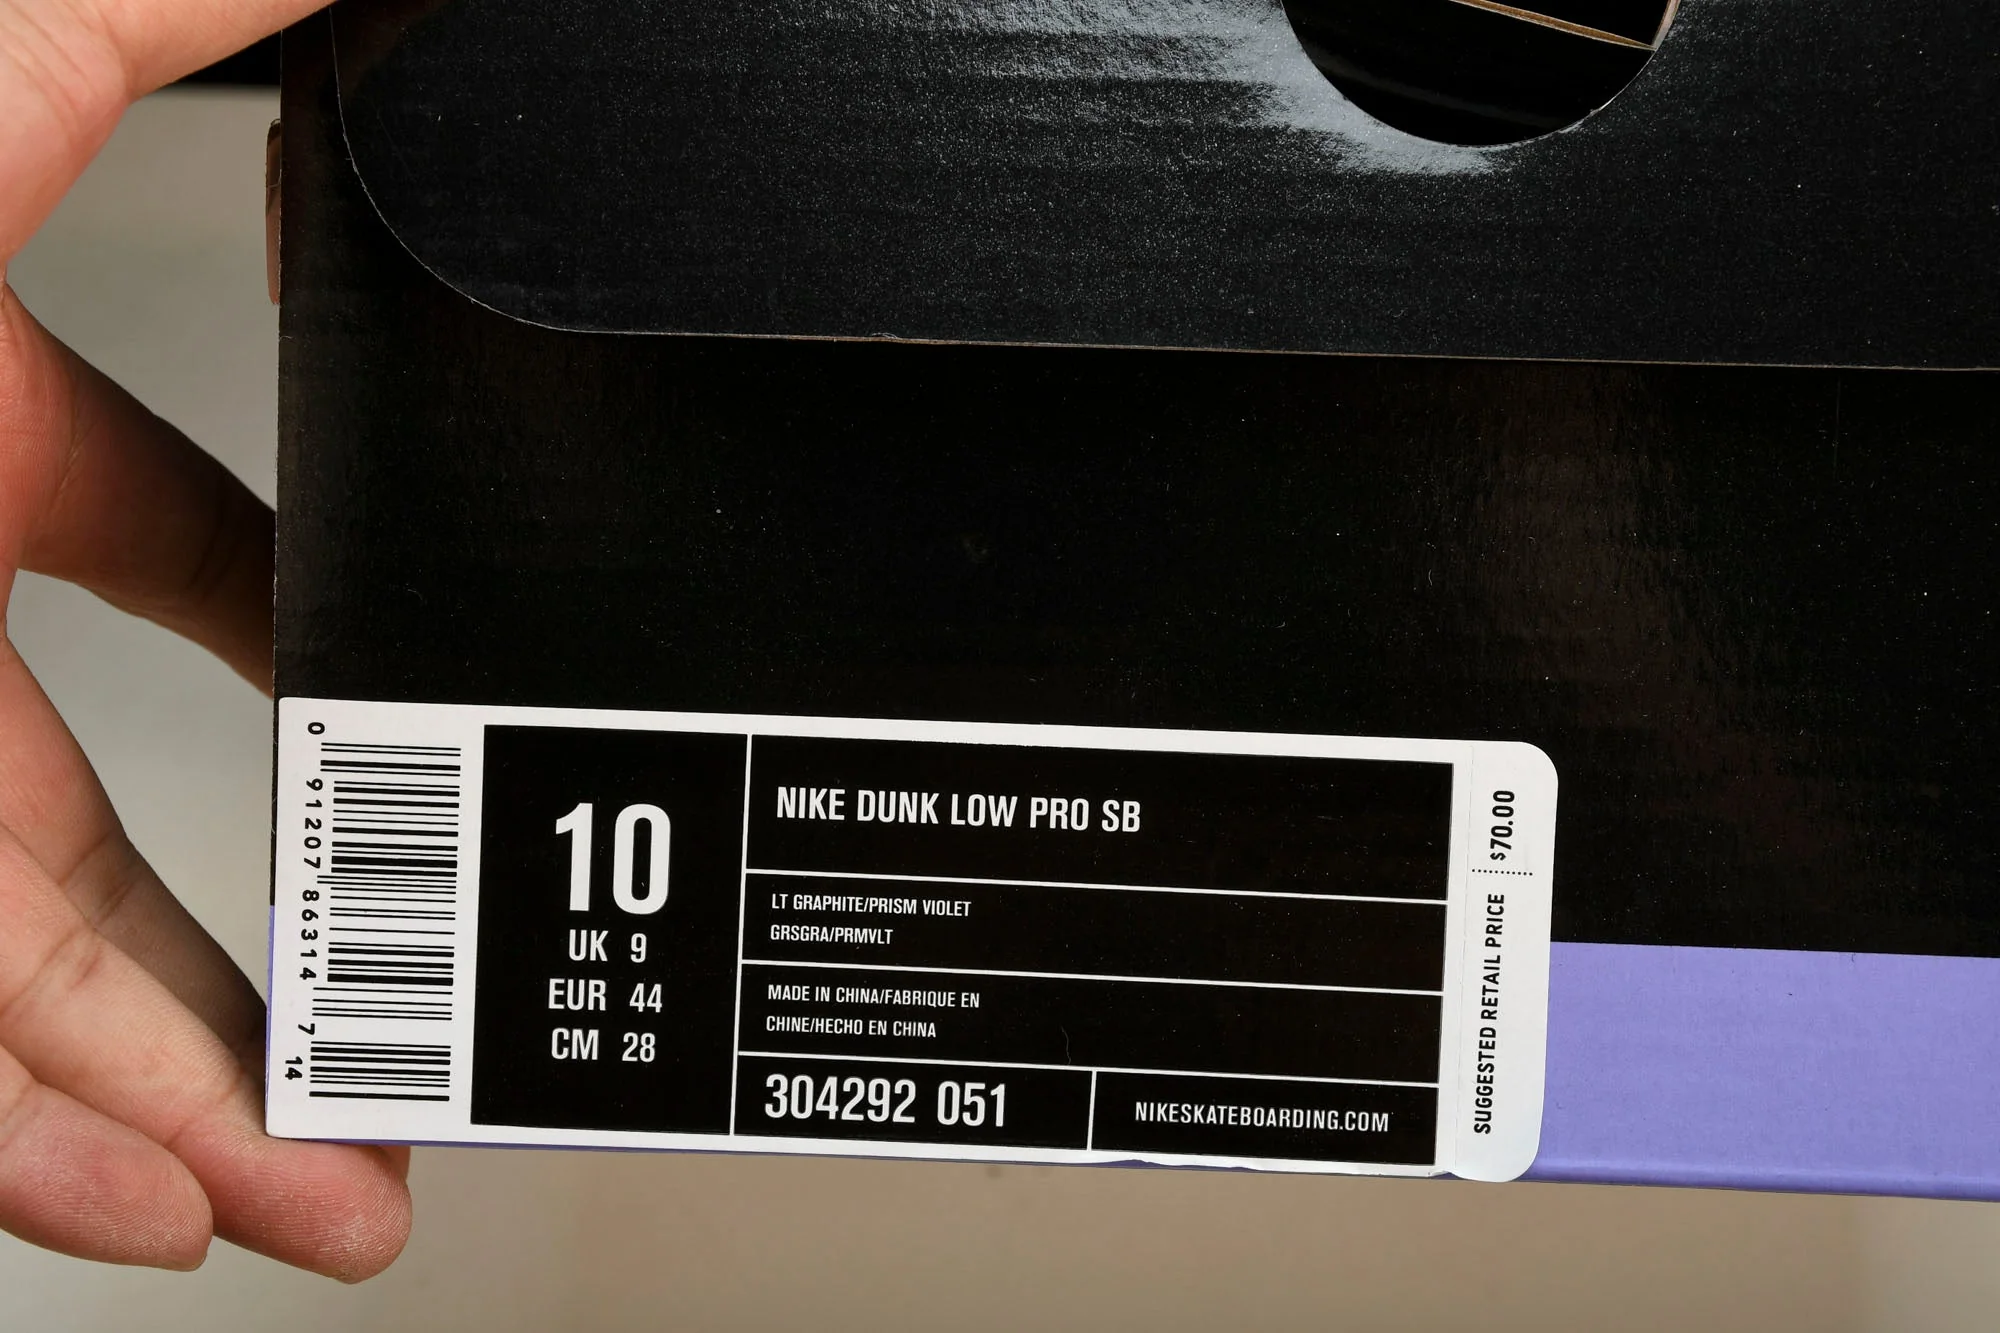 0 91207 86314 7
14
10
UK 9
EUR 44
CM 28
NIKE DUNK LOW PRO SB
LT GRAPHITE/PRISM VIOLET
GRSGRA/PRMVLT
MADE IN CHINA/FABRIQUE EN
CHINE/HECHO EN CHINA
304292 051
NIKESKATEBOARDING.COM
SUGGESTED RETAIL PRICE $70.00